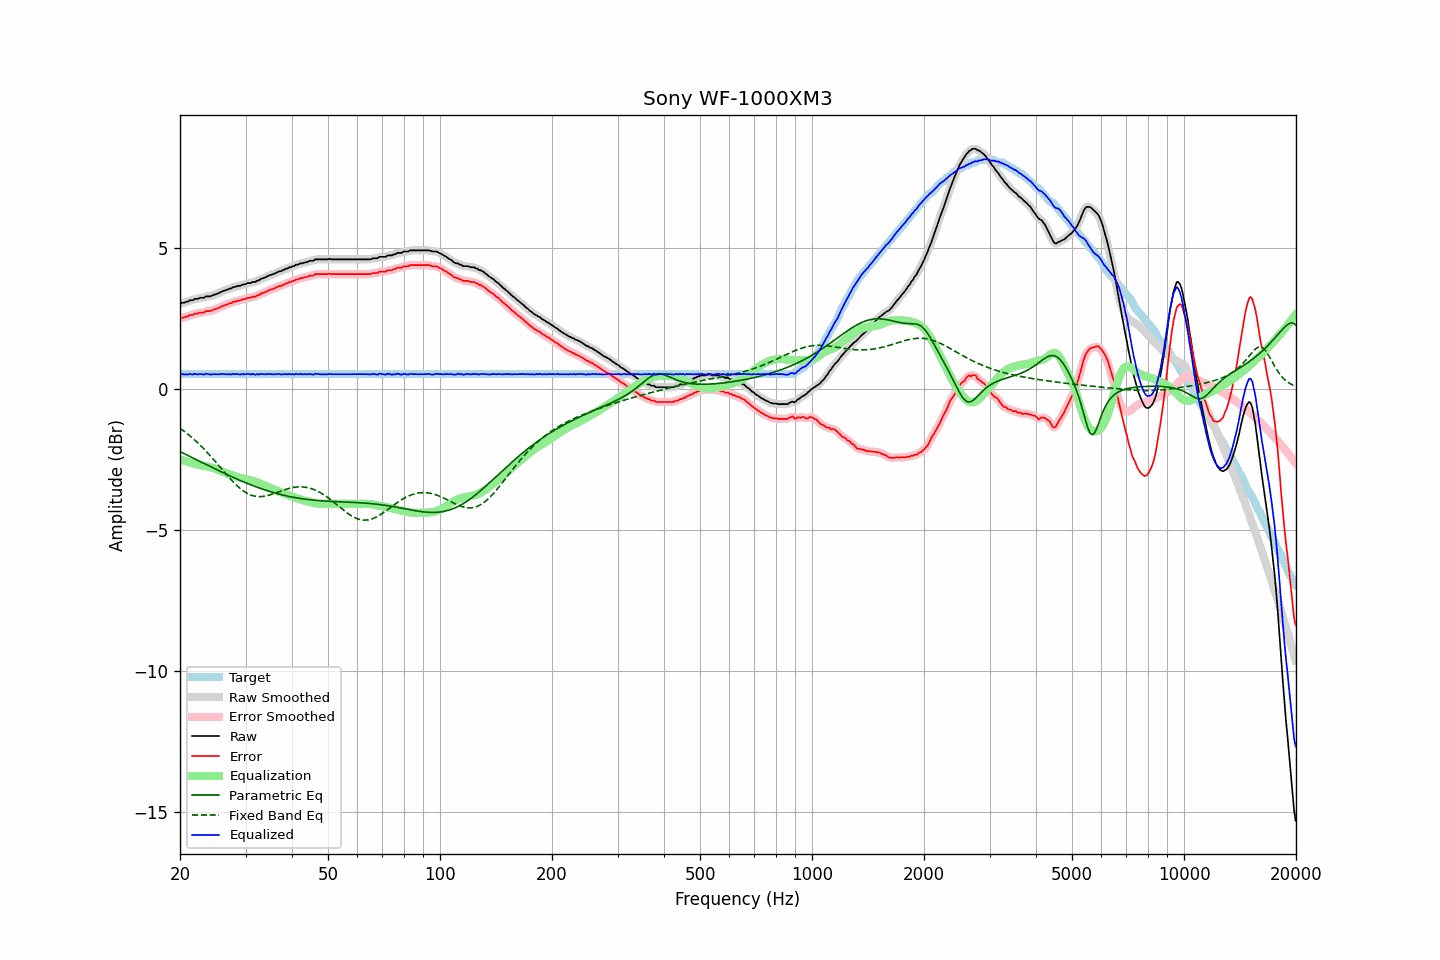 Sony WF-1000XM3
Amplitude (dBr)
5
0
−5
−10
−15
Target
Raw Smoothed
Error Smoothed
Raw
Error
Equalization
Parametric Eq
Fixed Band Eq
Equalized
20
50
100
200
500
1000
2000
5000
10000
20000
Frequency (Hz)